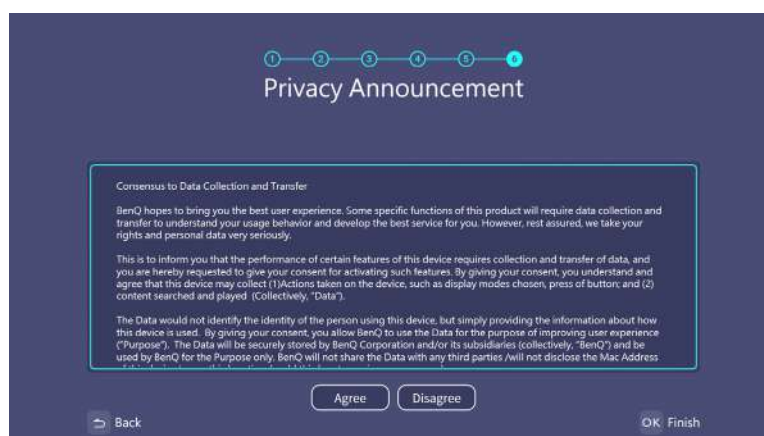 1 2 3 4 5 6
Privacy Announcement
Consensus to Data Collection and Transfer
BenQ hopes to bring you the best user experience. Some specific functions of this product will require data collection and
transfer to understand your usage behavior and develop the best service for you. However, rest assured, we take your
rights and personal data very seriously.
This is to inform you that the performance of certain features of this device requires collection and transfer of data, and
you are hereby requested to give your consent for activating such features. By giving your consent, you understand and
agree that this device may collect (1)Actions taken on the device, such as display modes chosen, press of button; and (2)
content searched and played (Collectively, "Data").
The Data would not identify the identity of the person using this device, but simply providing the information about how
this device is used. By giving your consent, you allow BenQ to use the Data for the purpose of improving user experience
("Purpose"). The Data will be securely stored by BenQ Corporation and/or its subsidiaries (collectively, "BenQ") and be
used by BenQ for the Purpose only. BenQ will not share the Data with any third parties /will not disclose the Mac Address
Agree Disagree
Back OK Finish